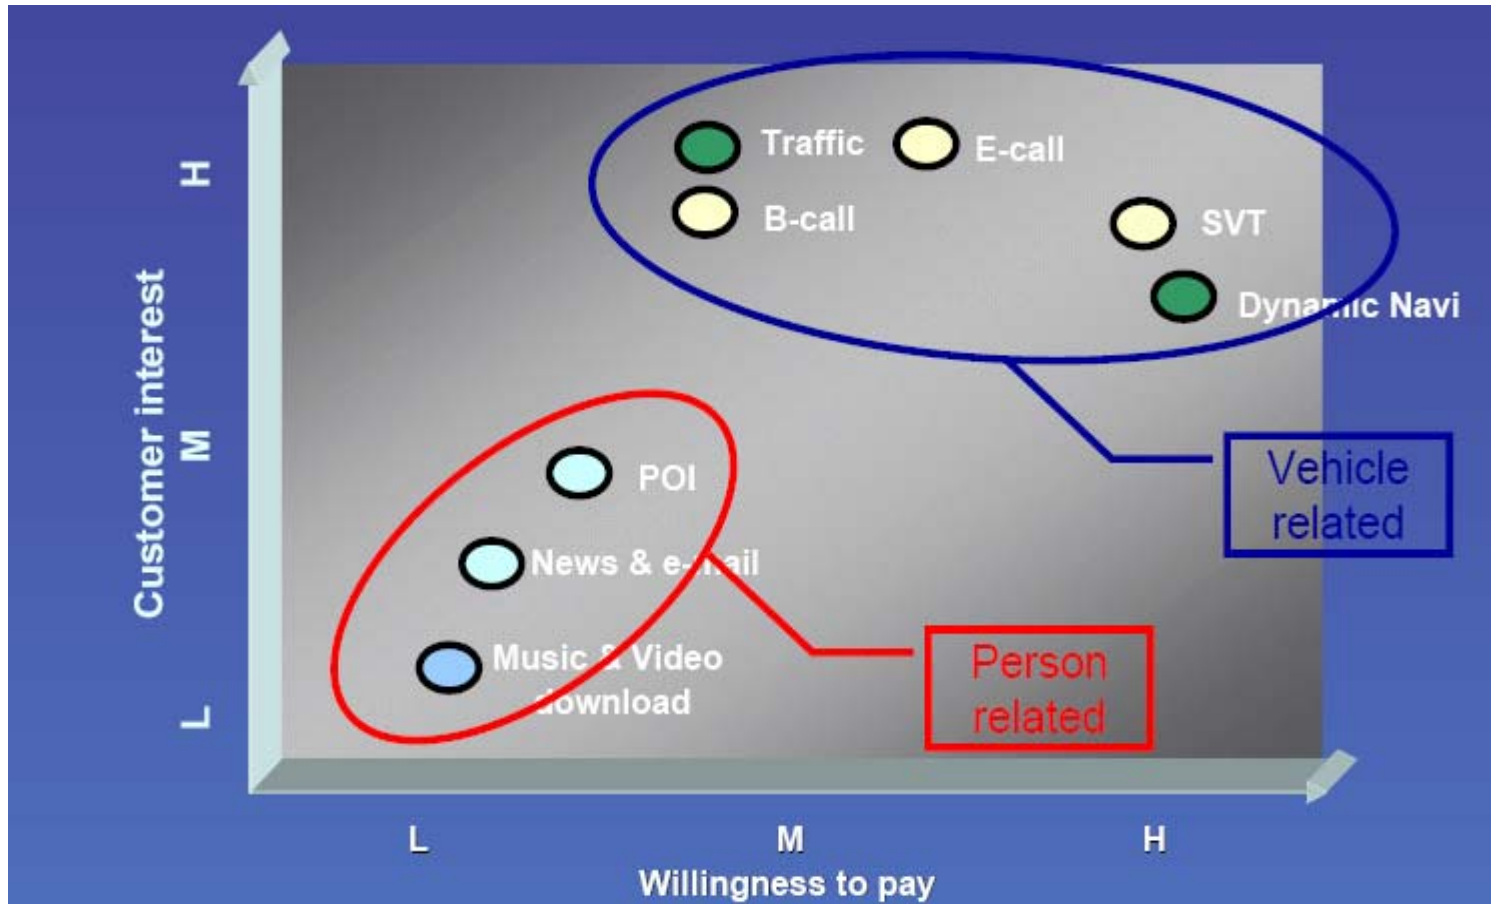 Traffic
E-call
B-call
SVT
Dynamic Navi
H
M
L
Customer interest
POI
News & e-mail
Music & Video
download
Vehicle
related
Person
related
L
M
H
Willingness to pay